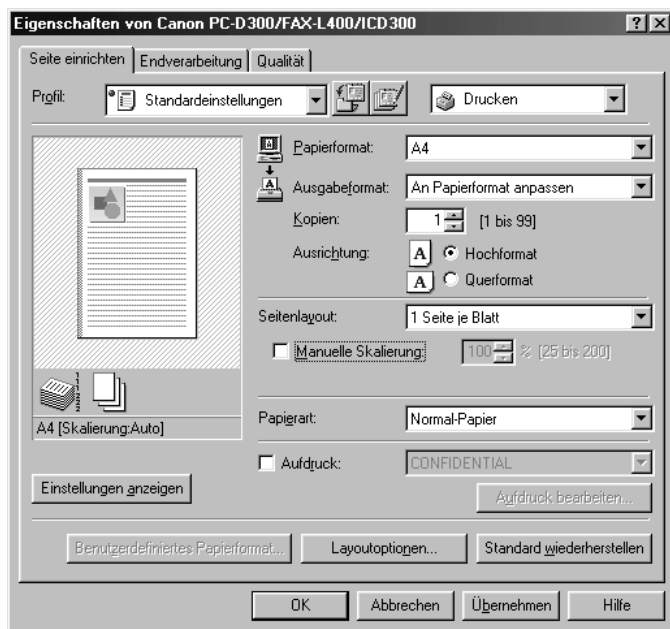 Eigenschaften von Canon PC-D300/FAX-L400/ICD300
Seite einrichten Endverarbeitung Qualität
Profil: Standardeinstellungen Drucken
Papierformat: A4
Ausgabeformat: An Papierformat anpassen
Kopien: 1 [1 bis 99]
Ausrichtung: A Hochformat
A Querformat
Seitenlayout: 1 Seite je Blatt
Manuelle Skalierung: 100 % [25 bis 200]
A4 [Skalierung:Auto]
Papierart: Normal-Papier
Aufdruck: CONFIDENTIAL
Einstellungen anzeigen
Aufdruck bearbeiten...
Benutzerdefiniertes Papierformat... Layoutoptionen... Standard wiederherstellen
OK Abbrechen Übernehmen Hilfe